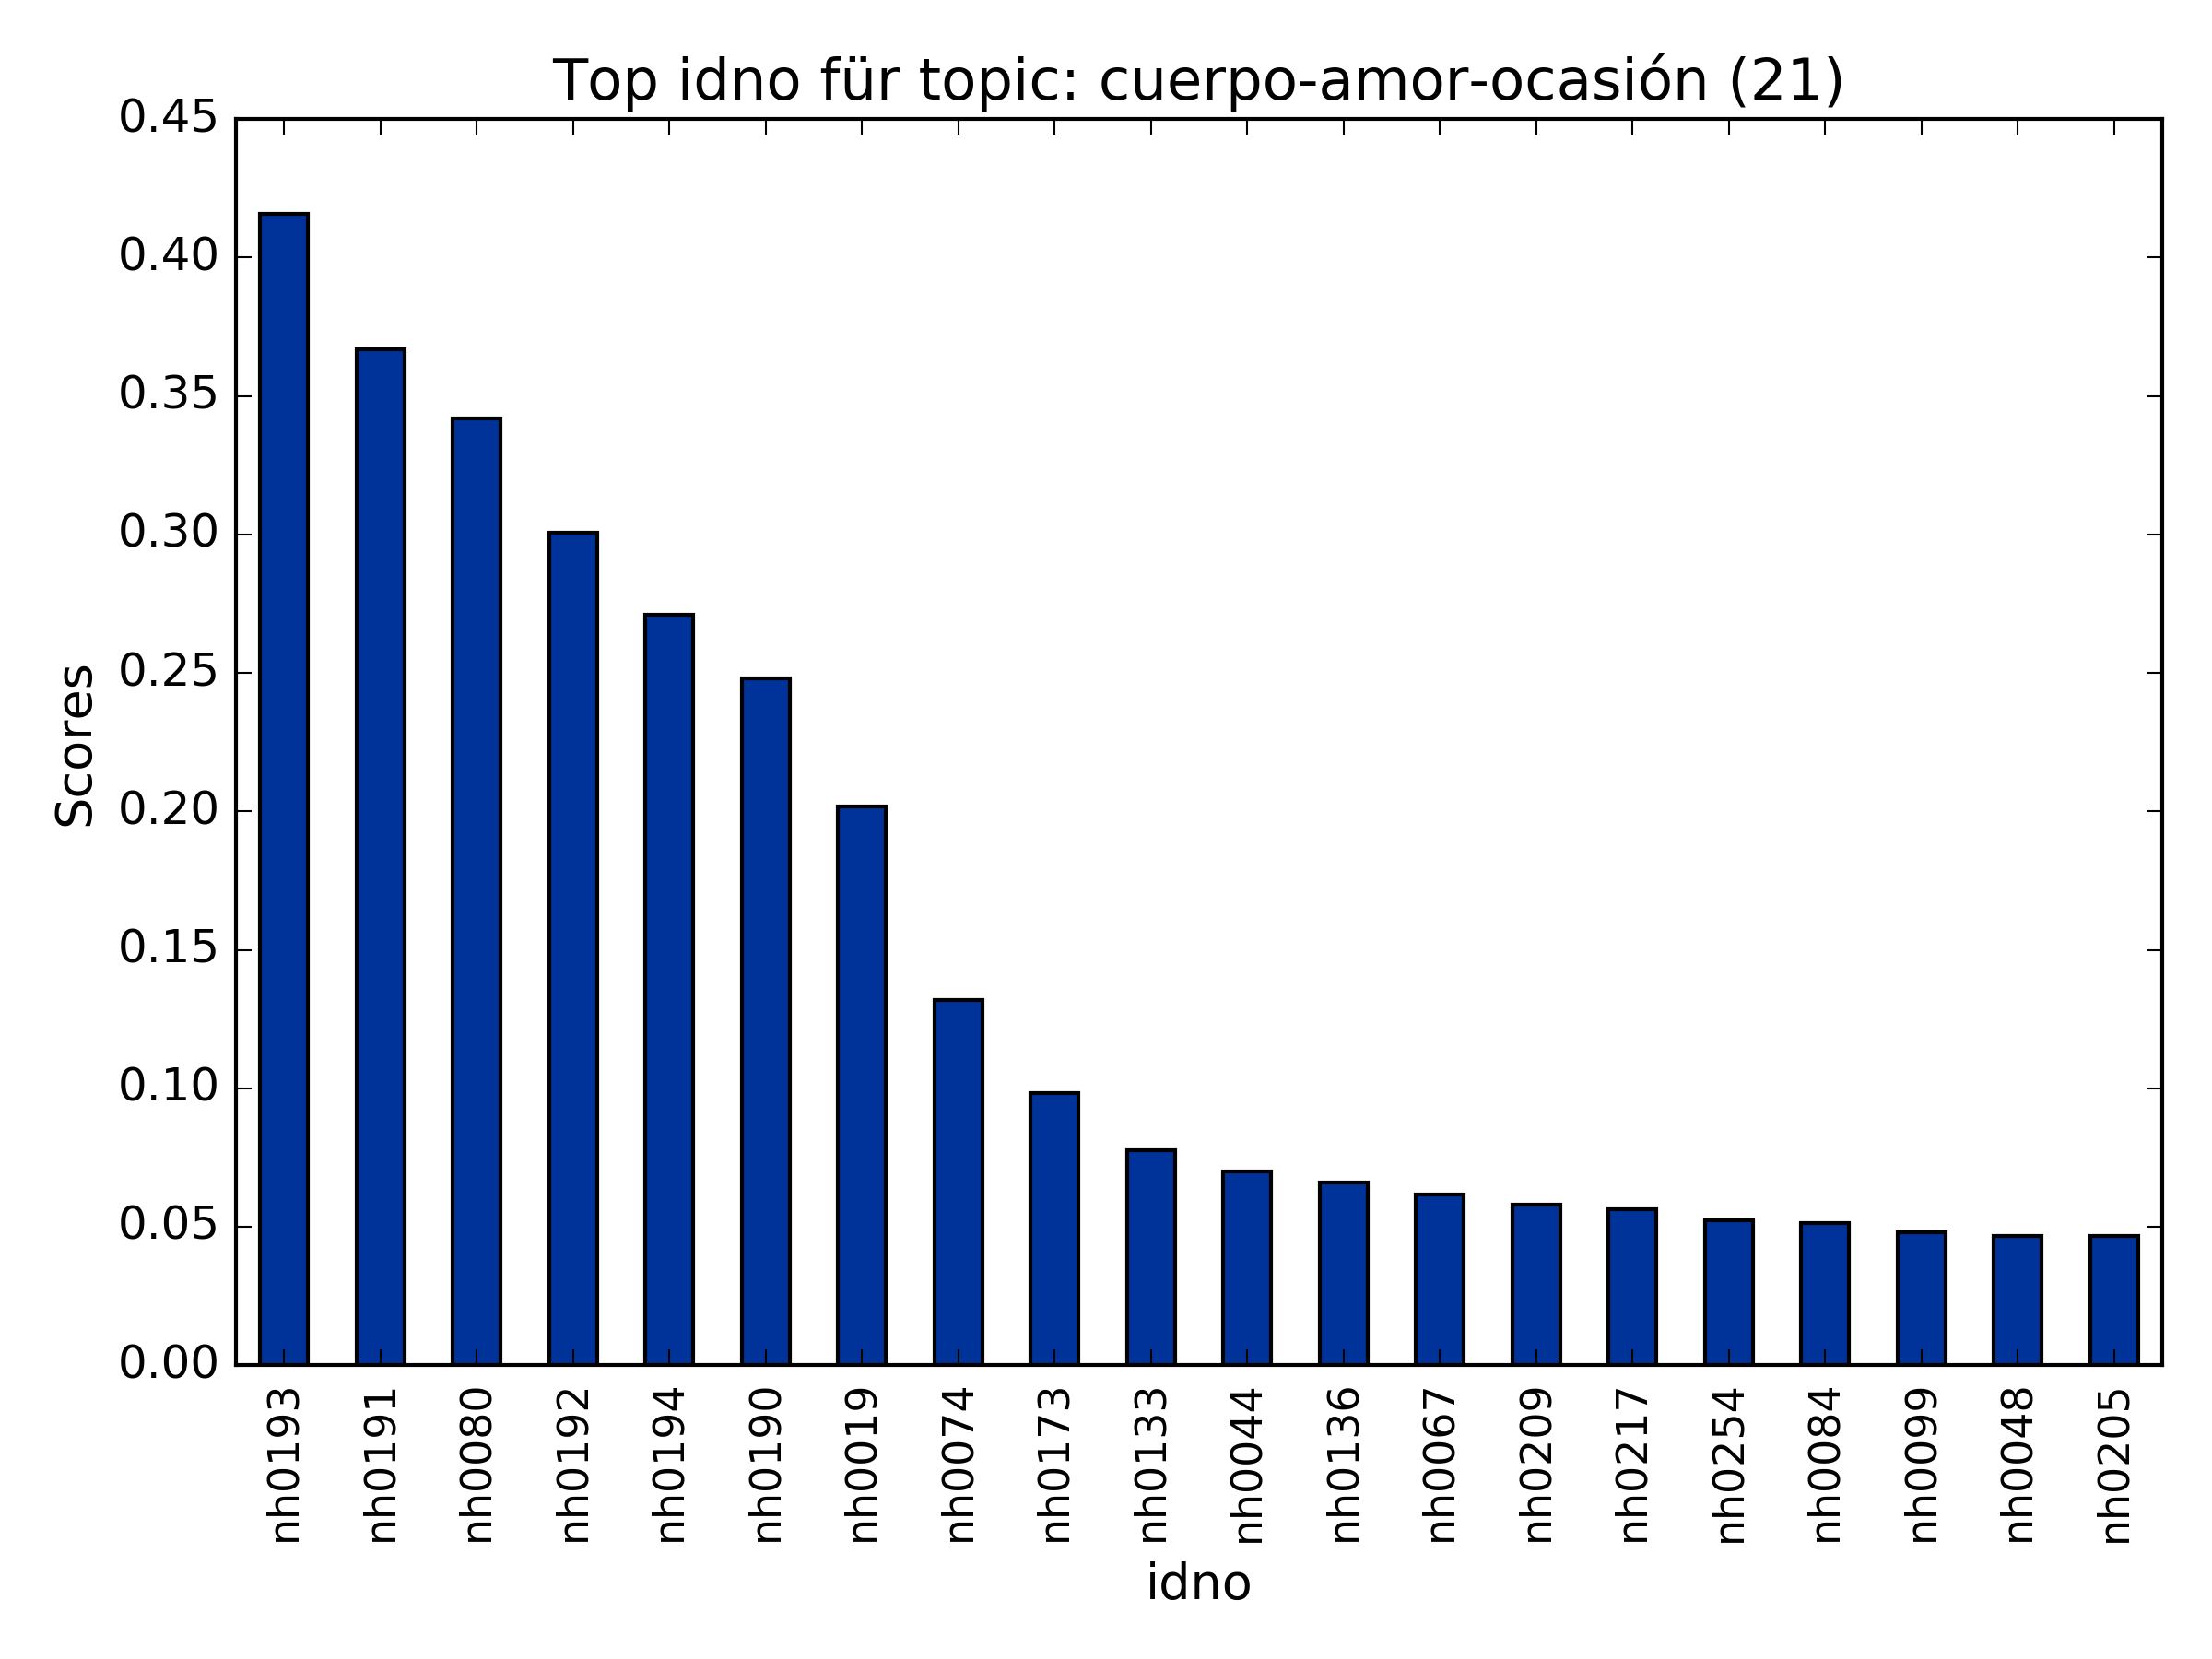 Top idno für topic: cuerpo-amor-ocasión (21)
0.45
0.40
0.35
0.30
0.25
0.20
0.15
0.10
0.05
0.00
Scores
nh0193
nh0191
nh0080
nh0192
nh0194
nh0190
nh0019
nh0074
nh0173
nh0133
nh0044
nh0136
nh0067
nh0209
nh0217
nh0254
nh0084
nh0099
nh0048
nh0205
idno